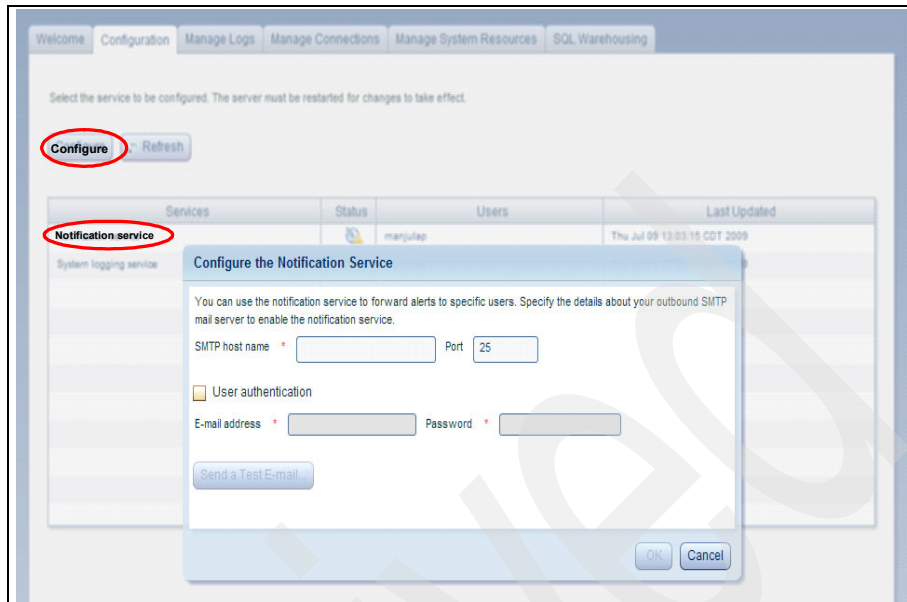 Welcome Configuration Manage Logs Manage Connections Manage System Resources SQL Warehousing
Select the service to be configured. The server must be restarted for changes to take effect.
Configure Refresh
Services Status Users Last Updated
Notification service manjulap Thu Jul 09 13:03:16 CDT 2009
System logging service
Configure the Notification Service
You can use the notification service to forward alerts to specific users. Specify the details about your outbound SMTP
mail server to enable the notification service.
SMTP host name * Port 25
User authentication
E-mail address * Password *
Send a Test E-mail...
OK Cancel